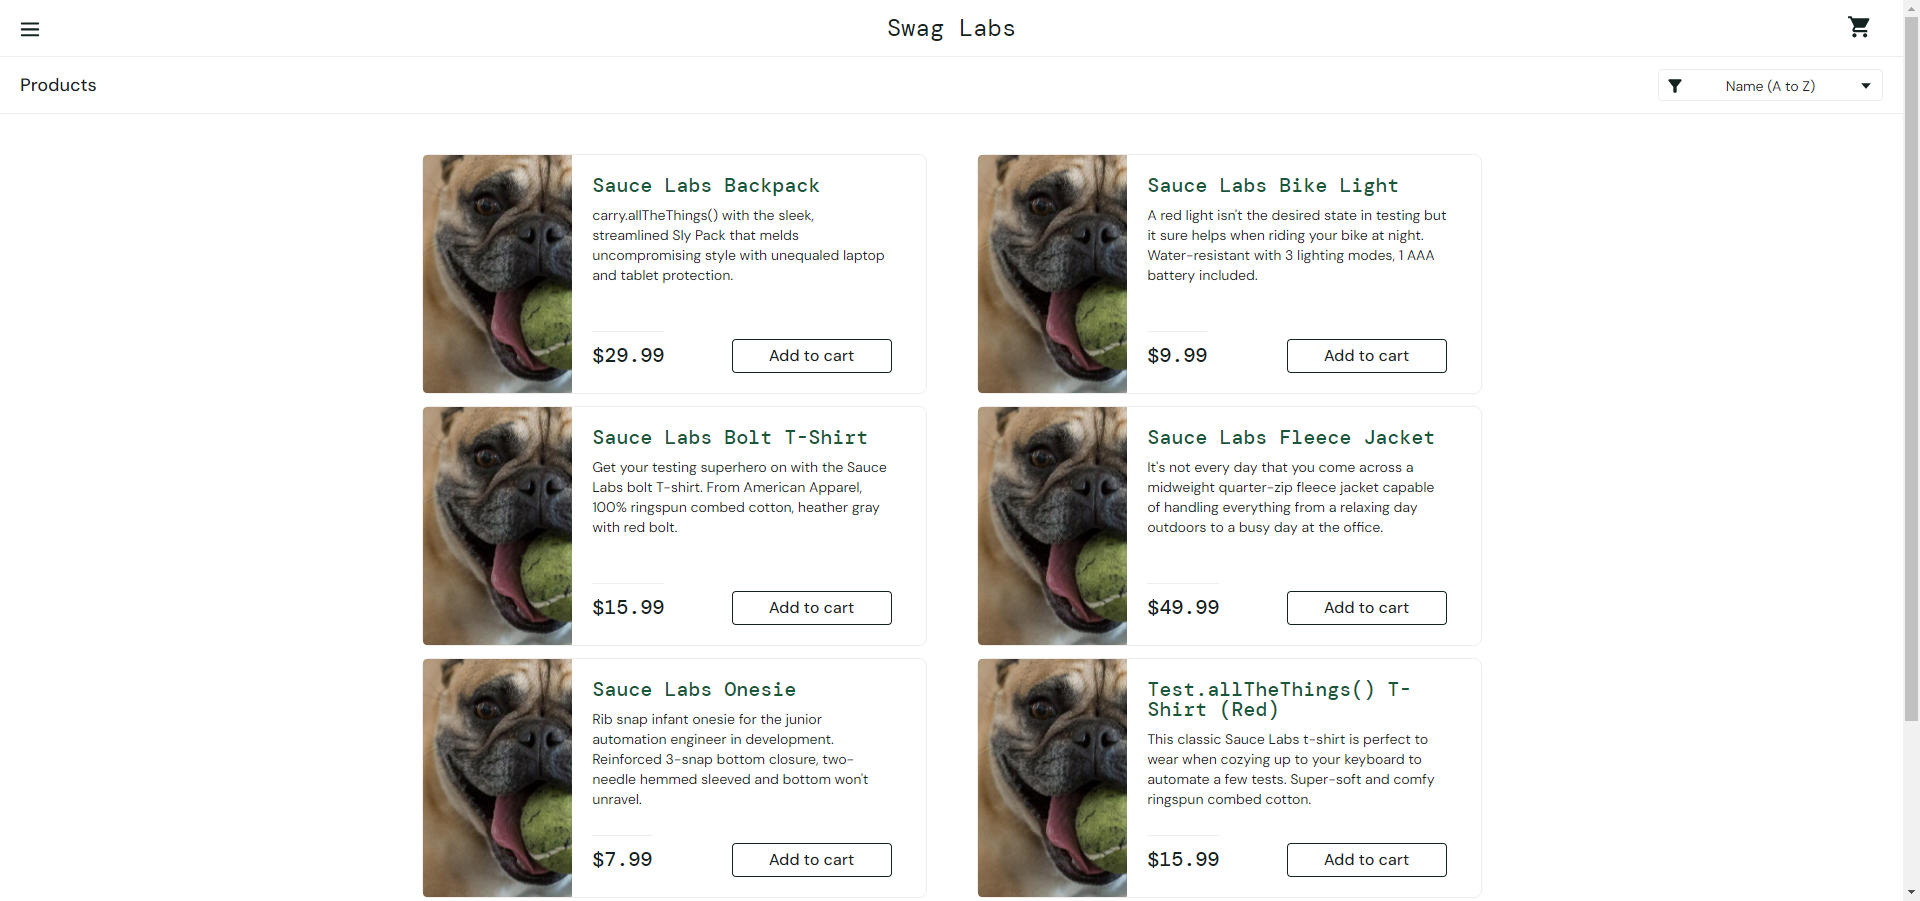 Swag Labs
Products
Name (A to Z)
Sauce Labs Backpack
carry.allTheThings() with the sleek,
streamlined Sly Pack that melds
uncompromising style with unequaled laptop
and tablet protection.
$29.99
Add to cart
Sauce Labs Bike Light
A red light isn't the desired state in testing but
it sure helps when riding your bike at night.
Water-resistant with 3 lighting modes, 1 AAA
battery included.
$9.99
Add to cart
Sauce Labs Bolt T-Shirt
Get your testing superhero on with the Sauce
Labs bolt T-shirt. From American Apparel,
100% ringspun combed cotton, heather gray
with red bolt.
$15.99
Add to cart
Sauce Labs Fleece Jacket
It's not every day that you come across a
midweight quarter-zip fleece jacket capable
of handling everything from a relaxing day
outdoors to a busy day at the office.
$49.99
Add to cart
Sauce Labs Onesie
Rib snap infant onesie for the junior
automation engineer in development.
Reinforced 3-snap bottom closure, two-
needle hemmed sleeved and bottom won't
unravel.
$7.99
Add to cart
Test.allTheThings() T-
Shirt (Red)
This classic Sauce Labs t-shirt is perfect to
wear when cozying up to your keyboard to
automate a few tests. Super-soft and comfy
ringspun combed cotton.
$15.99
Add to cart